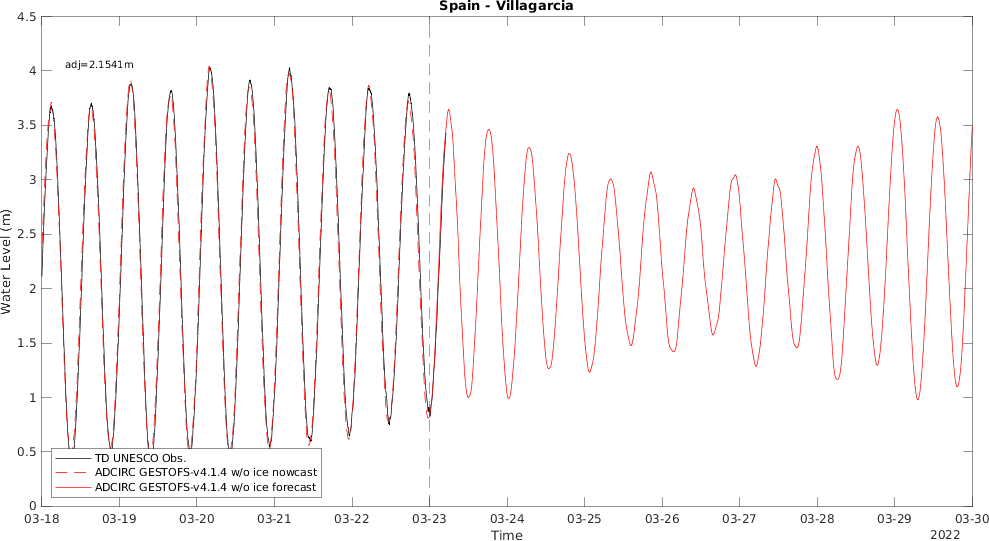 Spain - Villagarcia
4.5
adj=2.1541m
4
3.5
3
2.5
2
1.5
1
0.5
0
Water Level (m)
TD UNESCO Obs.
ADCIRC GESTOFS-v4.1.4 w/o ice nowcast
ADCIRC GESTOFS-v4.1.4 w/o ice forecast
03-18 03-19 03-20 03-21 03-22 03-23 03-24 03-25 03-26 03-27 03-28 03-29 03-30
Time
2022